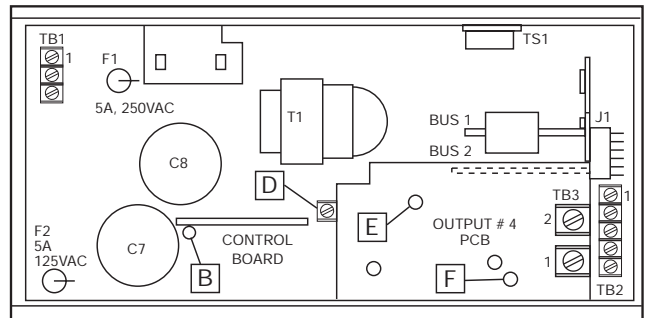 TB1
1
F1
5A, 250VAC
TS1
T1
BUS 1
J1
BUS 2
C8
D
TB3
1
E
2
F2
5A
125VAC
C7
CONTROL
BOARD
B
OUTPUT # 4
PCB
F
1
TB2